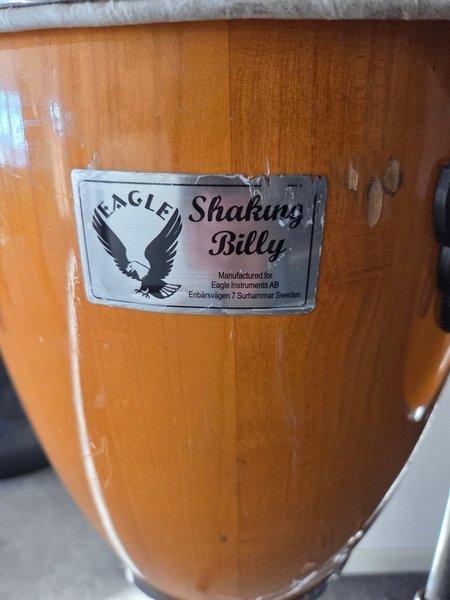 EAGLE
Shaking
Billy
Manufactured for
Eagle Instruments AB
Enbärsvägen 7 Surhammar Sweden